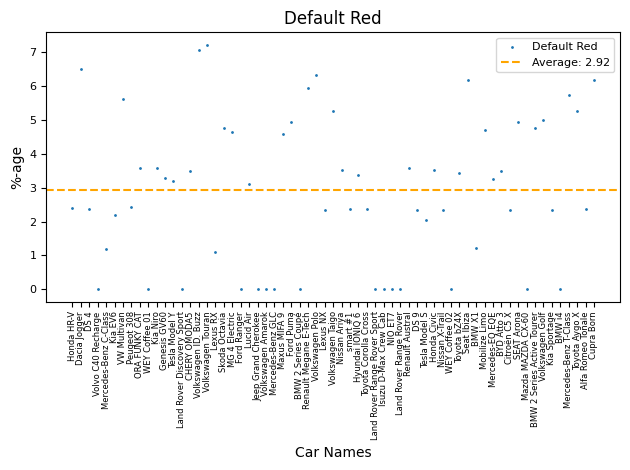 Default Red
Default Red
Average: 2.92
%-age
7
6
5
4
3
2
1
0
Honda HR-V
Dacia Jogger
DS 4
Volvo C40 Recharge
Mercedes-Benz C-Class
Kia EV6
VW Multivan
Peugeot 308
ORA FUNKY CAT
WEY Coffee 01
Kia Niro
Genesis GV60
Tesla Model Y
Land Rover Discovery Sport
CHERY OMODA5
Volkswagen ID. Buzz
Volkswagen Touran
Lexus RX
Skoda Octavia
MG 4 Electric
Ford Ranger
Lucid Air
Jeep Grand Cherokee
Volkswagen Amarok
Mercedes-Benz GLC
Maxus MIFA 9
Ford Puma
BMW 2 Series Coupé
Renault Megane E-Tech
Volkswagen Polo
Lexus NX
Volkswagen Taigo
Nissan Ariya
smart #1
Hyundai IONIQ 6
Toyota Corolla Cross
Land Rover Range Rover Sport
Isuzu D-Max Crew Cab
NIO ET7
Land Rover Range Rover
Renault Austral
DS 9
Tesla Model S
Honda Civic
Nissan X-Trail
WEY Coffee 02
Toyota bZ4X
Seat Ibiza
BMW X1
Mobilize Limo
Mercedes-EQ EQE
BYD Atto 3
Citroen C5 X
SEAT Arona
Mazda MAZDA CX-60
BMW 2 Series Active Tourer
Volkswagen Golf
Kia Sportage
BMW i4
Mercedes-Benz T-Class
Toyota Aygo X
Alfa Romeo Tonale
Cupra Born
Car Names